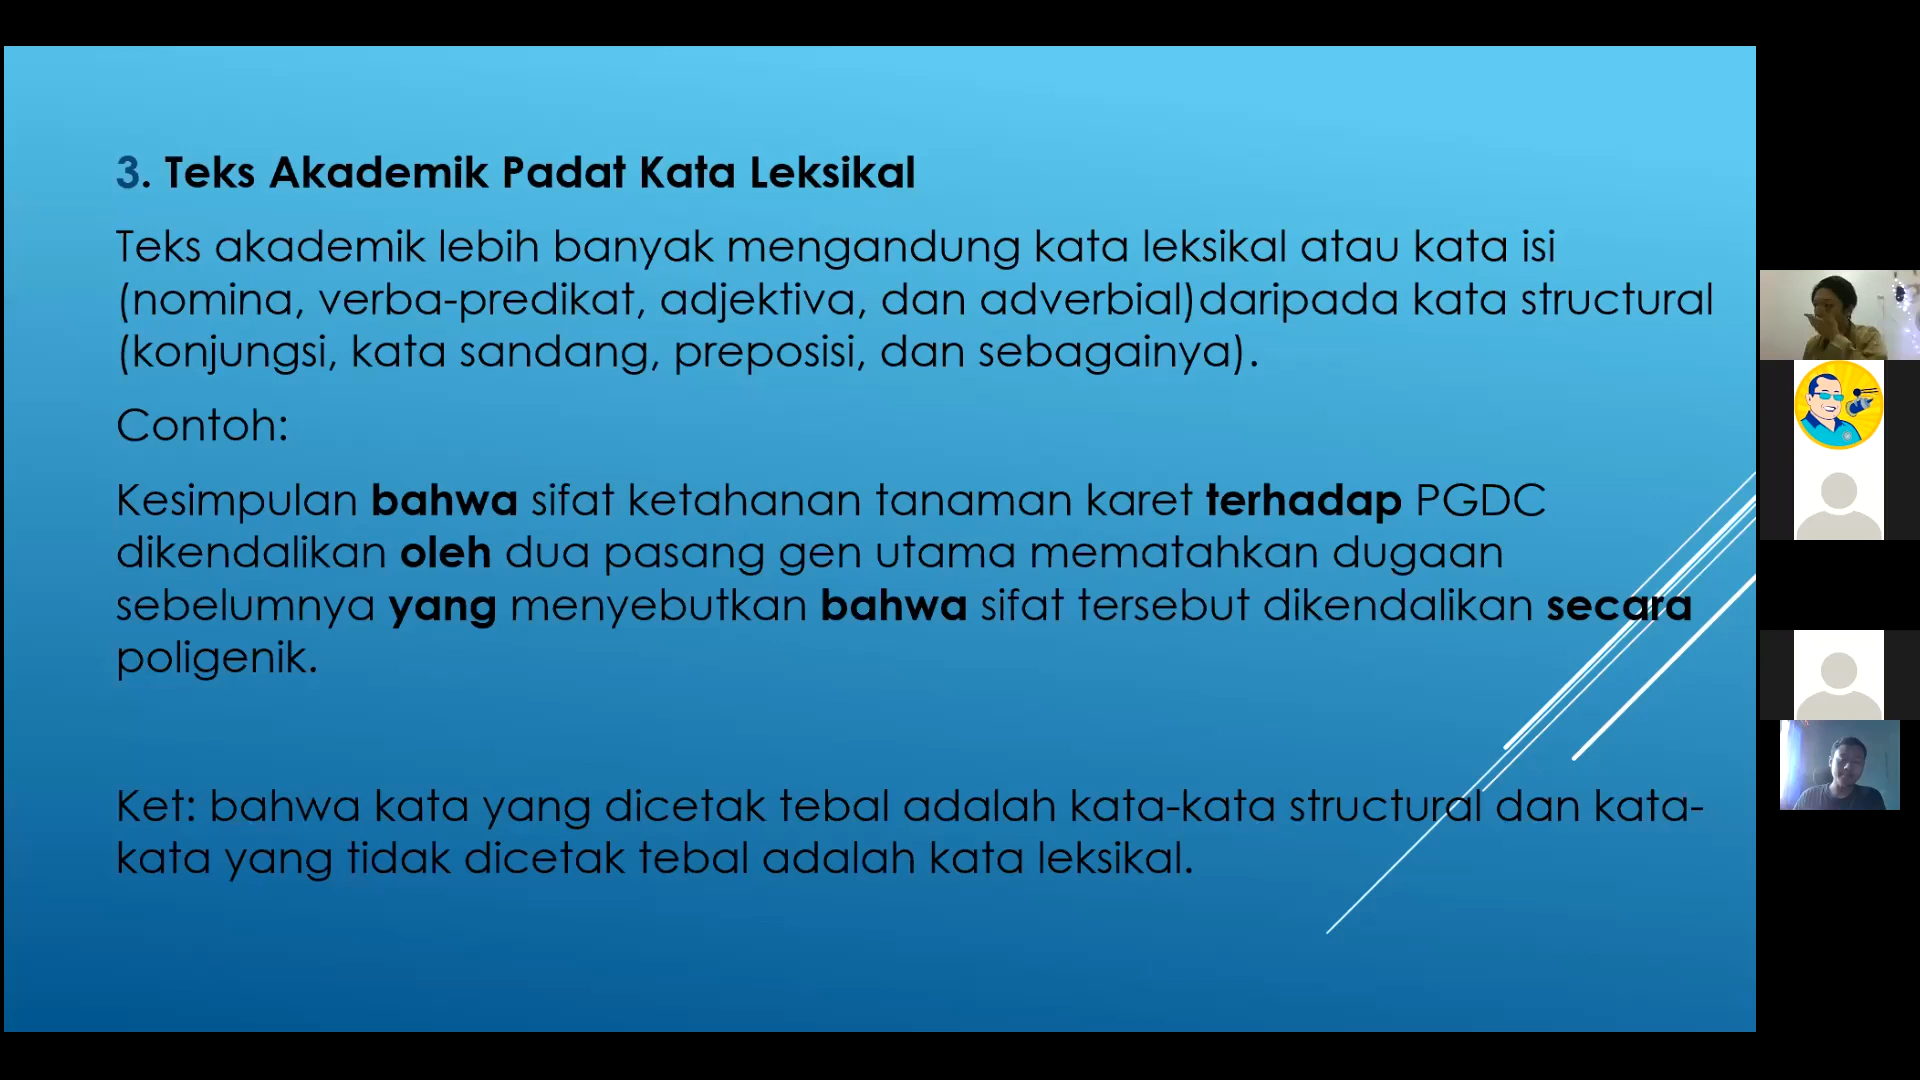 3. Teks Akademik Padat Kata Leksikal
Teks akademik lebih banyak mengandung kata leksikal atau kata isi
(nomina, verba-predikat, adjektiva, dan adverbial)daripada kata structural
(konjungsi, kata sandang, preposisi, dan sebagainya).
Contoh:
Kesimpulan bahwa sifat ketahanan tanaman karet terhadap PGDC
dikendalikan oleh dua pasang gen utama mematahkan dugaan
sebelumnya yang menyebutkan bahwa sifat tersebut dikendalikan secara
poligenik.
Ket: bahwa kata yang dicetak tebal adalah kata-kata structural dan kata-
kata yang tidak dicetak tebal adalah kata leksikal.